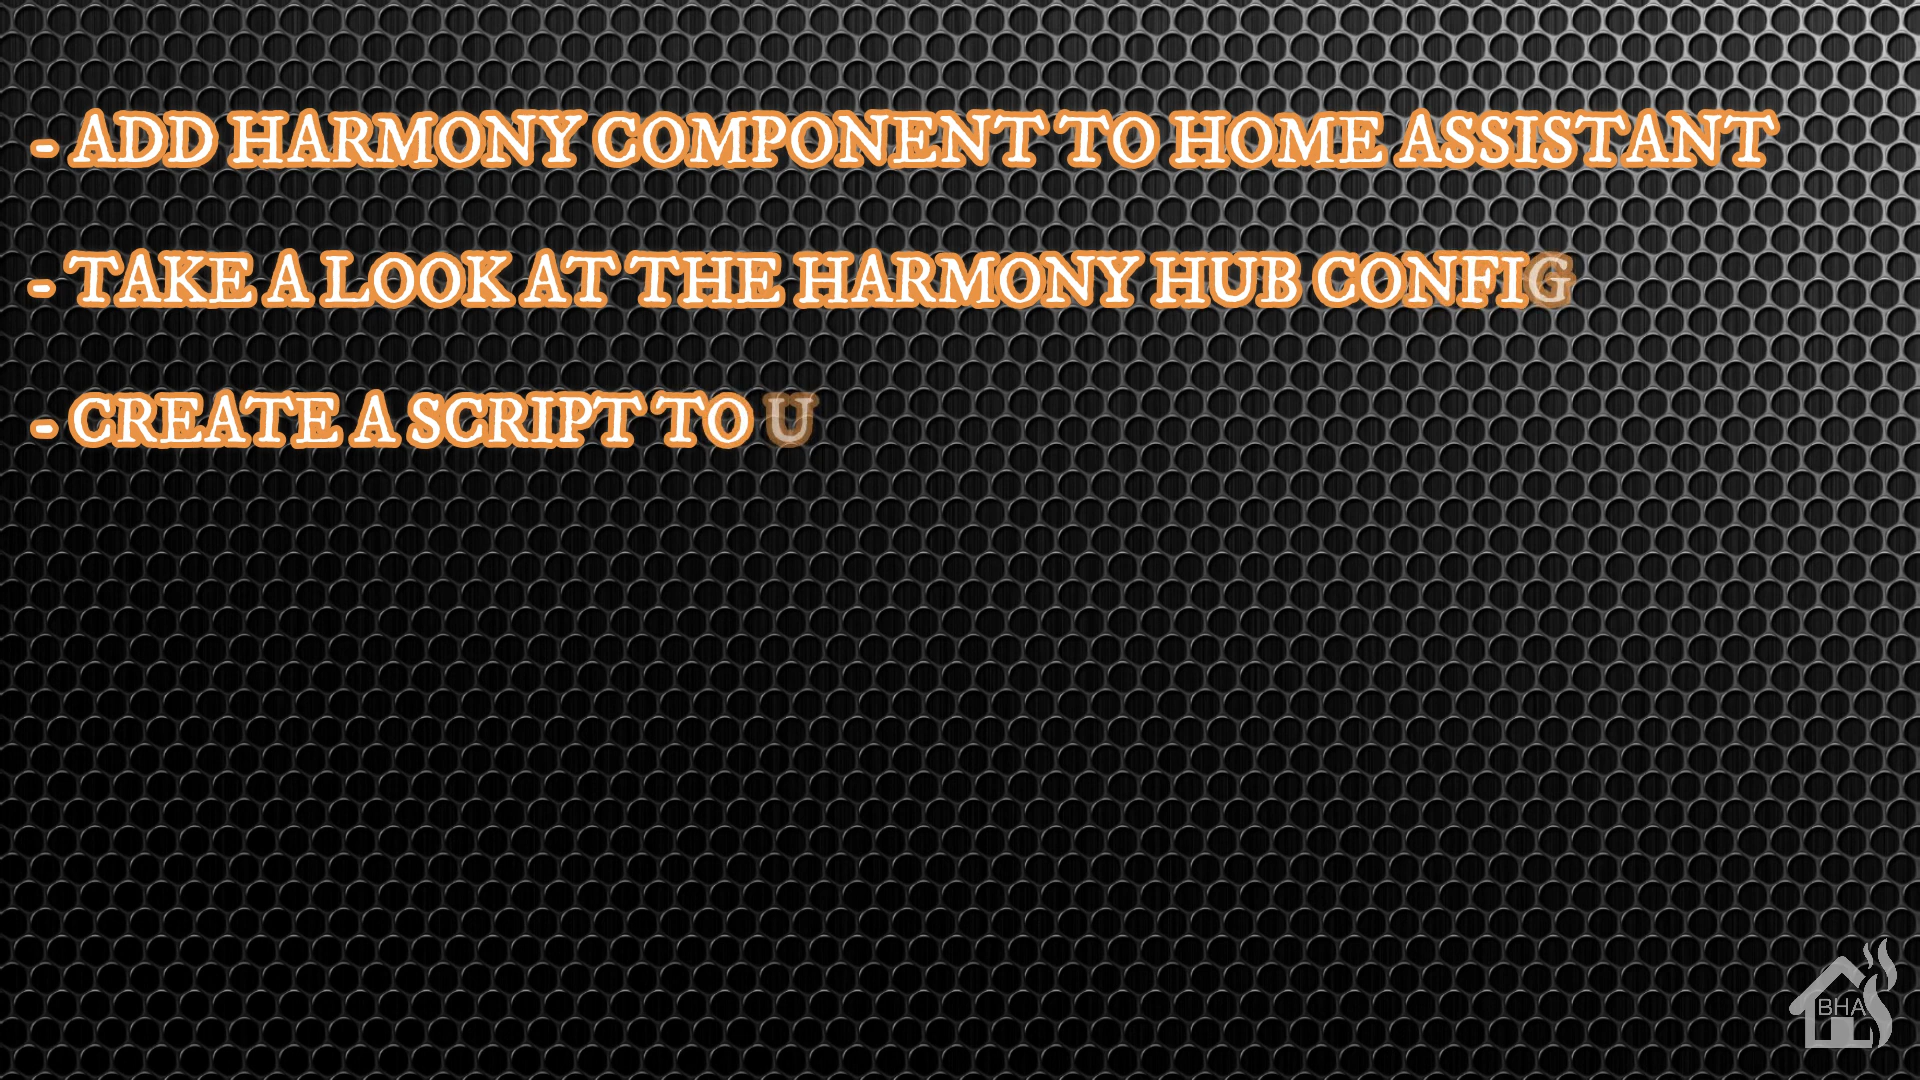 - ADD HARMONY COMPONENT TO HOME ASSISTANT
- TAKE A LOOK AT THE HARMONY HUB CONFIG
- CREATE A SCRIPT TO U
BHA